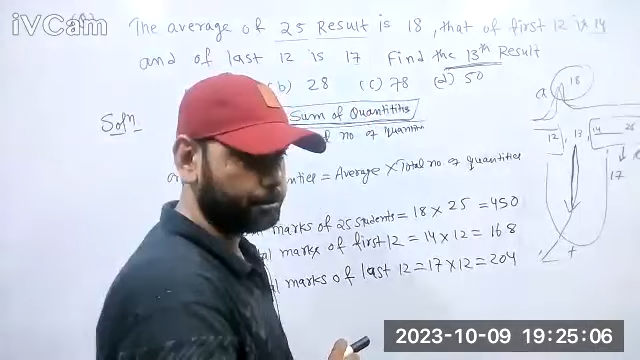 iVCam
The average of 25 Result is 18, that of first 12 is 14
and of last 12 is 17 Find the 13th Result
(b) 28 (c) 78 (d) 50
Soln
Sum of Quantities
no of
= Average × Total no of quantities
marks of 25 students = 18 × 25 = 450
marks of first 12 = 14 × 12 = 168
marks of last 12 = 17 × 12 = 204
18
12, 13, 14 25
17
2023-10-09 19:25:06